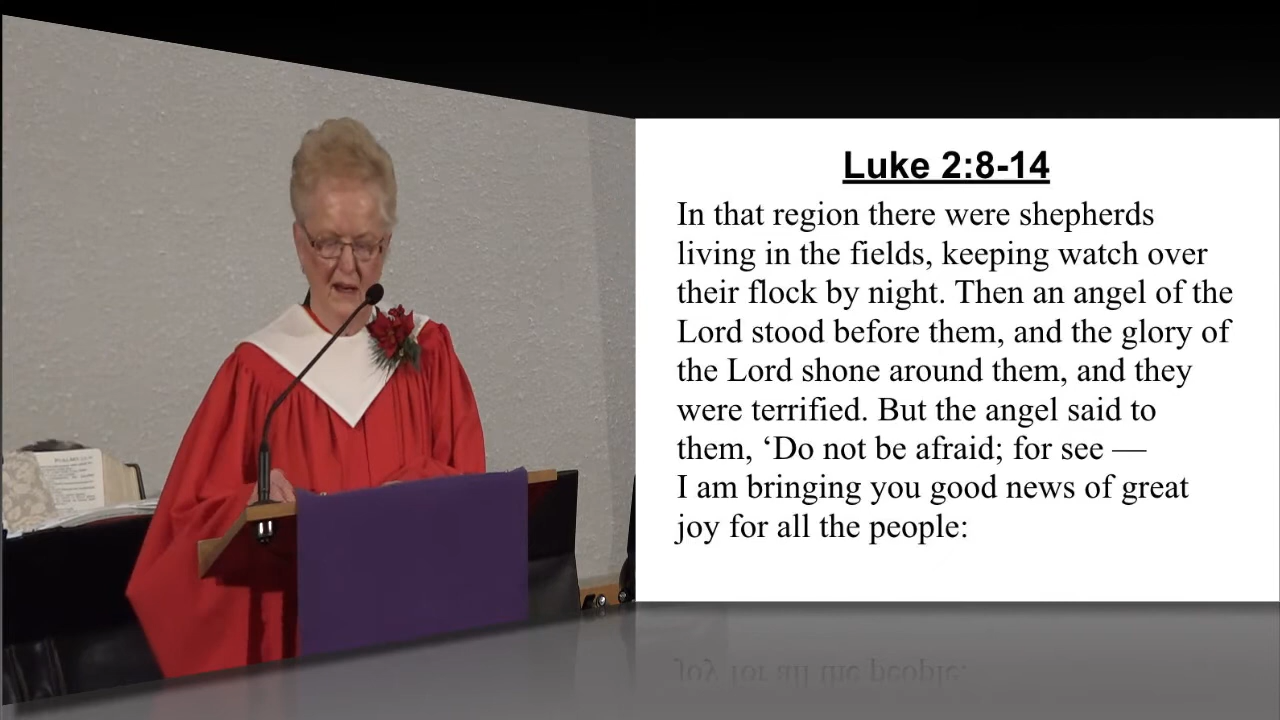 Luke 2:8-14
In that region there were shepherds
living in the fields, keeping watch over
their flock by night. Then an angel of the
Lord stood before them, and the glory of
the Lord shone around them, and they
were terrified. But the angel said to
them, ‘Do not be afraid; for see —
I am bringing you good news of great
joy for all the people: